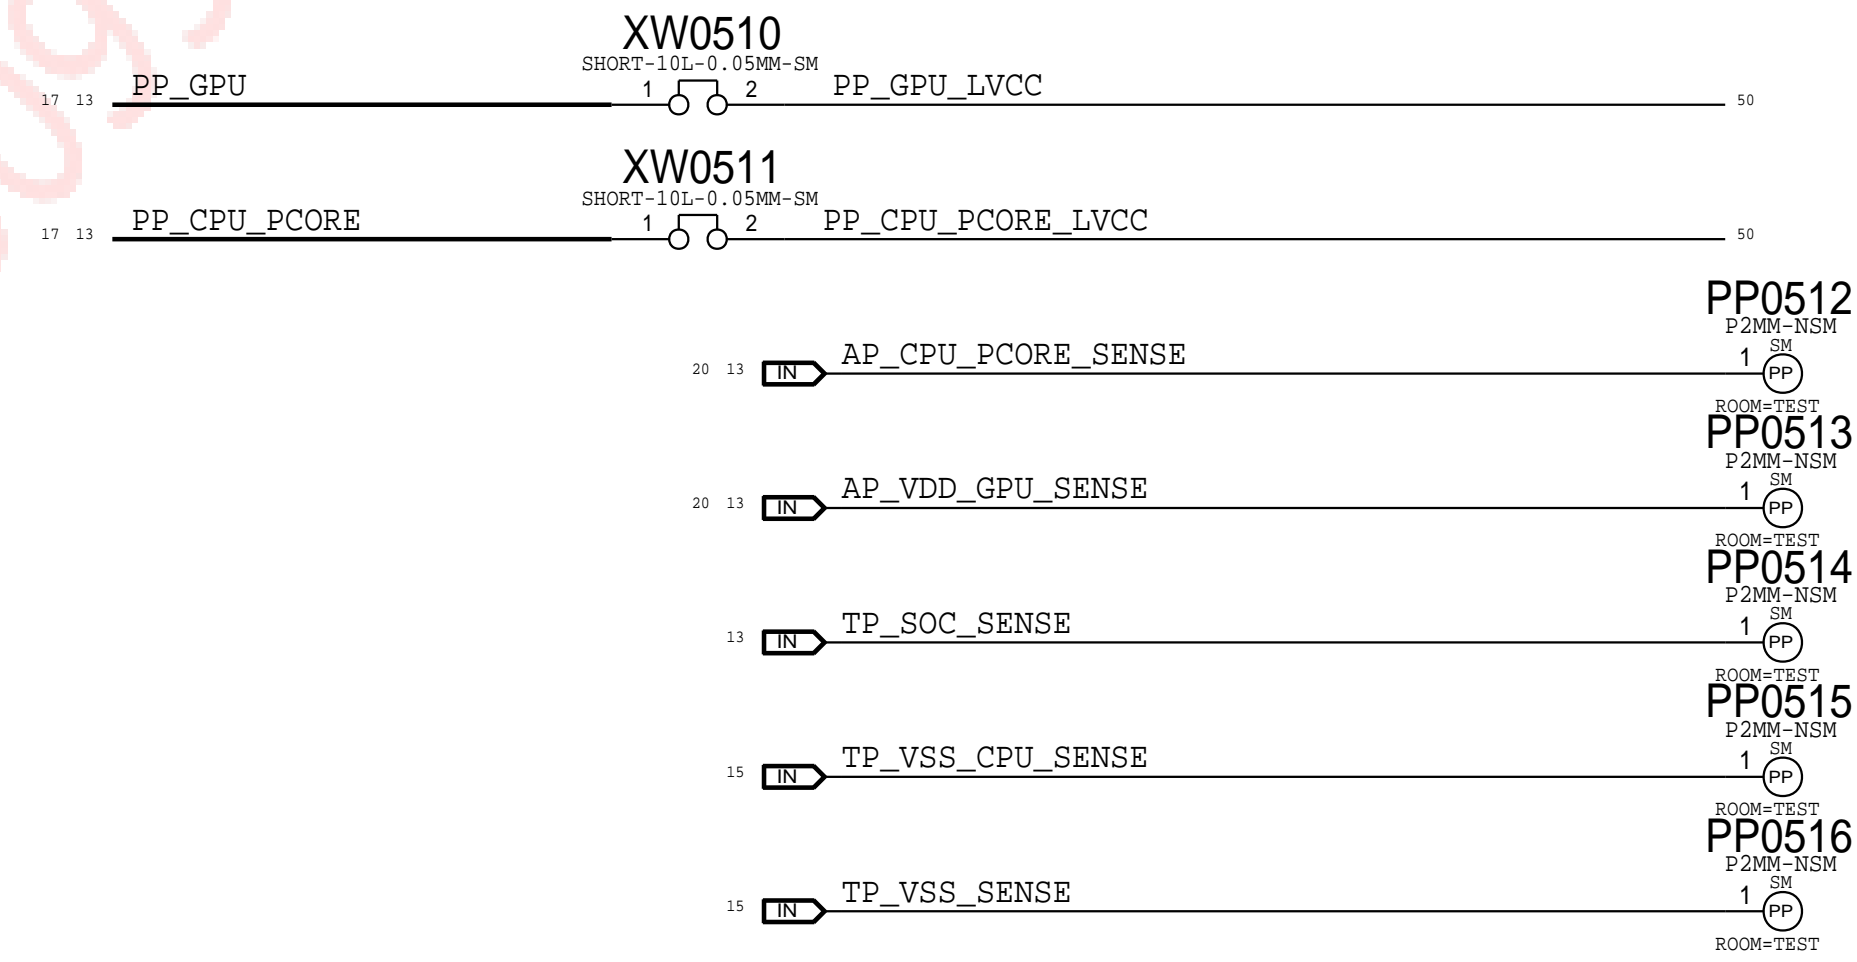 XW0510
SHORT-10L-0.05MM-SM
17 13 PP_GPU 1 2 PP_GPU_LVCC 50
XW0511
SHORT-10L-0.05MM-SM
17 13 PP_CPU_PCORE 1 2 PP_CPU_PCORE_LVCC 50
PP0512
P2MM-NSM
SM
20 13 IN AP_CPU_PCORE_SENSE 1 PP
ROOM=TEST
PP0513
P2MM-NSM
SM
20 13 IN AP_VDD_GPU_SENSE 1 PP
ROOM=TEST
PP0514
P2MM-NSM
SM
13 IN TP_SOC_SENSE 1 PP
ROOM=TEST
PP0515
P2MM-NSM
SM
15 IN TP_VSS_CPU_SENSE 1 PP
ROOM=TEST
PP0516
P2MM-NSM
SM
15 IN TP_VSS_SENSE 1 PP
ROOM=TEST